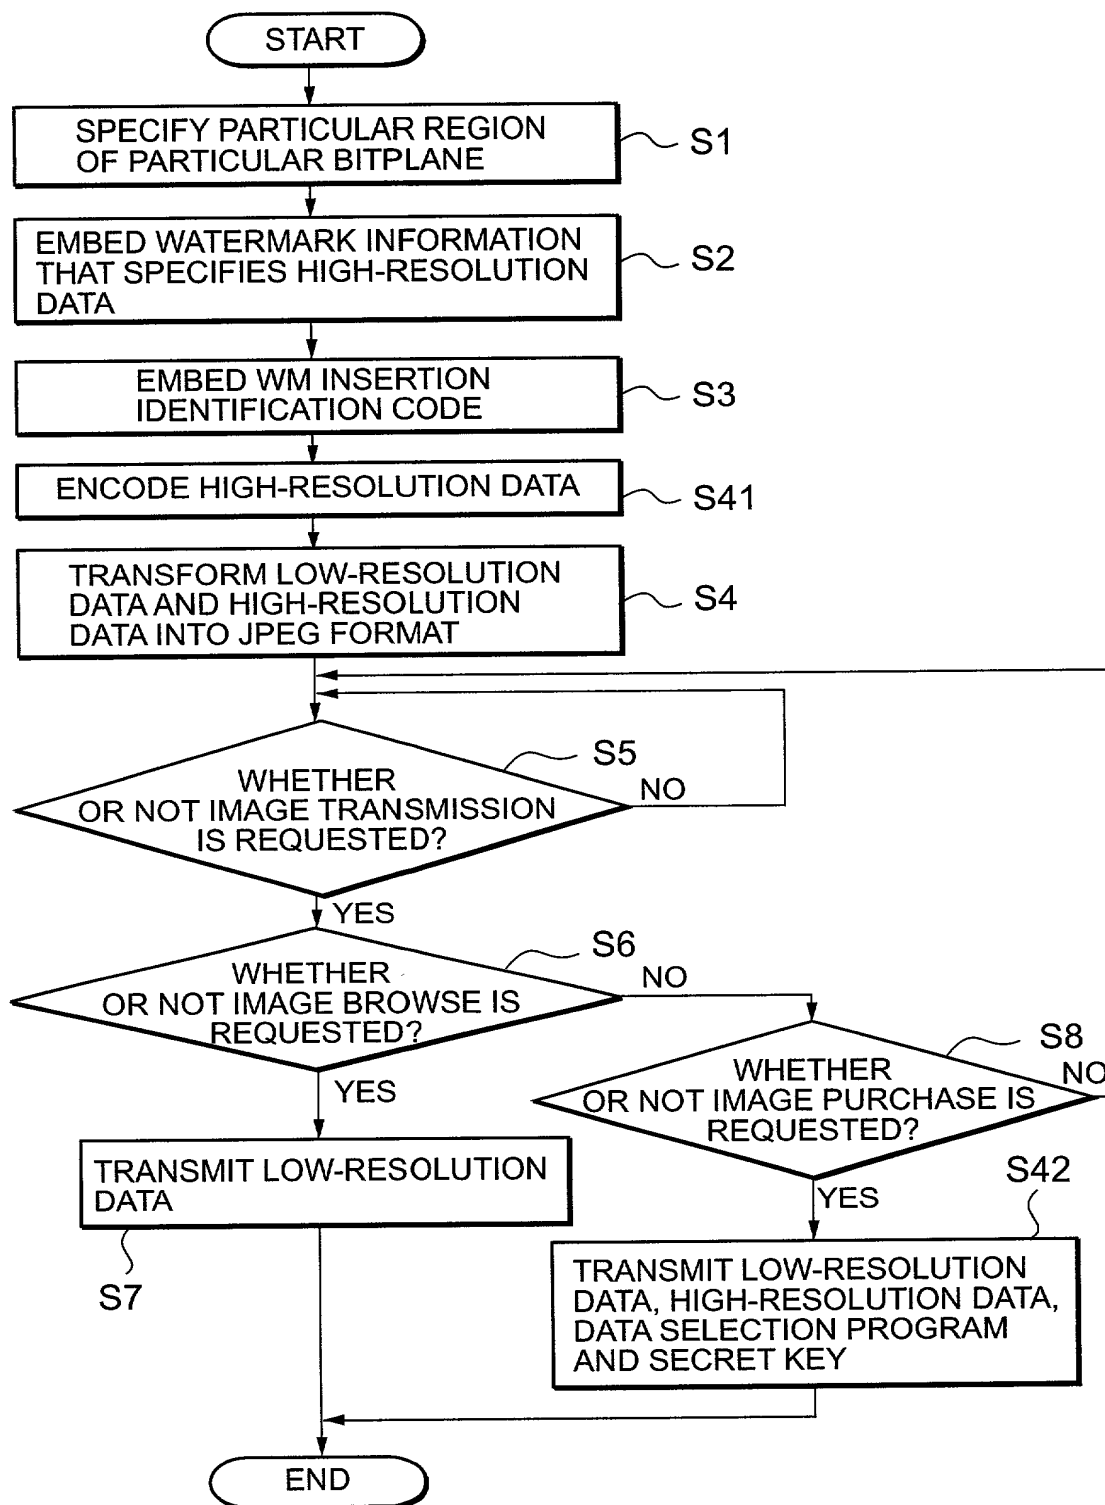 START
SPECIFY PARTICULAR REGION
OF PARTICULAR BITPLANE
S1
EMBED WATERMARK INFORMATION
THAT SPECIFIES HIGH-RESOLUTION
DATA
S2
EMBED WM INSERTION
IDENTIFICATION CODE
S3
ENCODE HIGH-RESOLUTION DATA
S41
TRANSFORM LOW-RESOLUTION
DATA AND HIGH-RESOLUTION
DATA INTO JPEG FORMAT
S4
S5
WHETHER
OR NOT IMAGE TRANSMISSION
IS REQUESTED?
NO
YES
S6
WHETHER
OR NOT IMAGE BROWSE IS
REQUESTED?
NO
YES
S8
WHETHER
OR NOT IMAGE PURCHASE IS
REQUESTED?
NO
YES
TRANSMIT LOW-RESOLUTION
DATA
S7
S42
TRANSMIT LOW-RESOLUTION
DATA, HIGH-RESOLUTION DATA,
DATA SELECTION PROGRAM
AND SECRET KEY
END